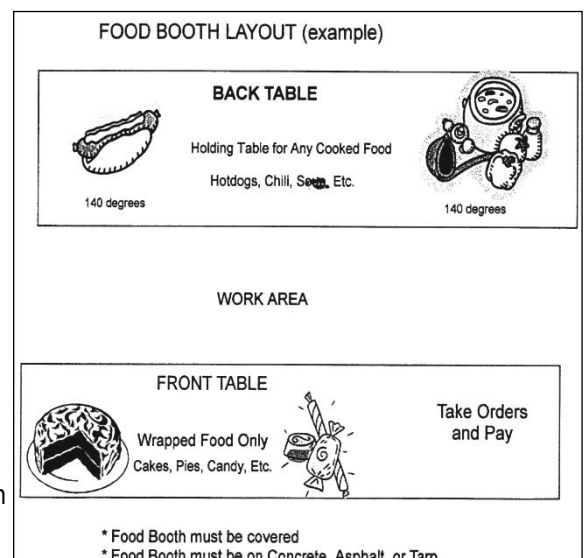 FOOD BOOTH LAYOUT (example)
BACK TABLE
Holding Table for Any Cooked Food
Hotdogs, Chili, Soup, Etc.
140 degrees
140 degrees
WORK AREA
FRONT TABLE
Wrapped Food Only
Cakes, Pies, Candy, Etc.
Take Orders
and Pay
* Food Booth must be covered
* Food Booth must be on Concrete, Asphalt, or Tarp